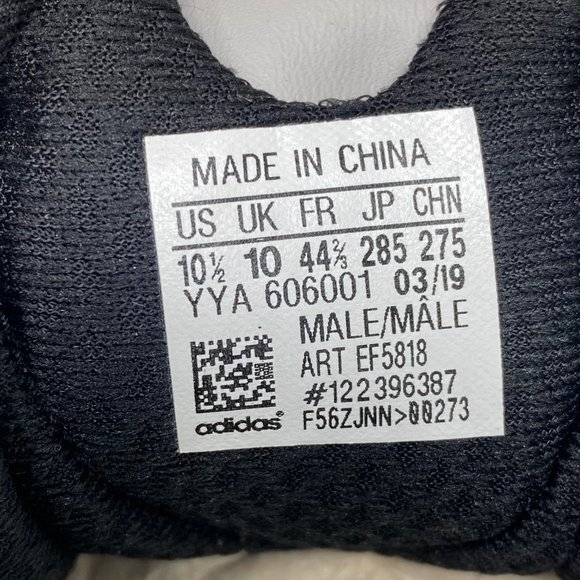 MADE IN CHINA
US UK FR JP CHN
10½ 10 44⅔ 285 275
YYA 606001 03/19
MALE/MÂLE
ART EF5818
#122396387
adidas® F56ZJNN>00273